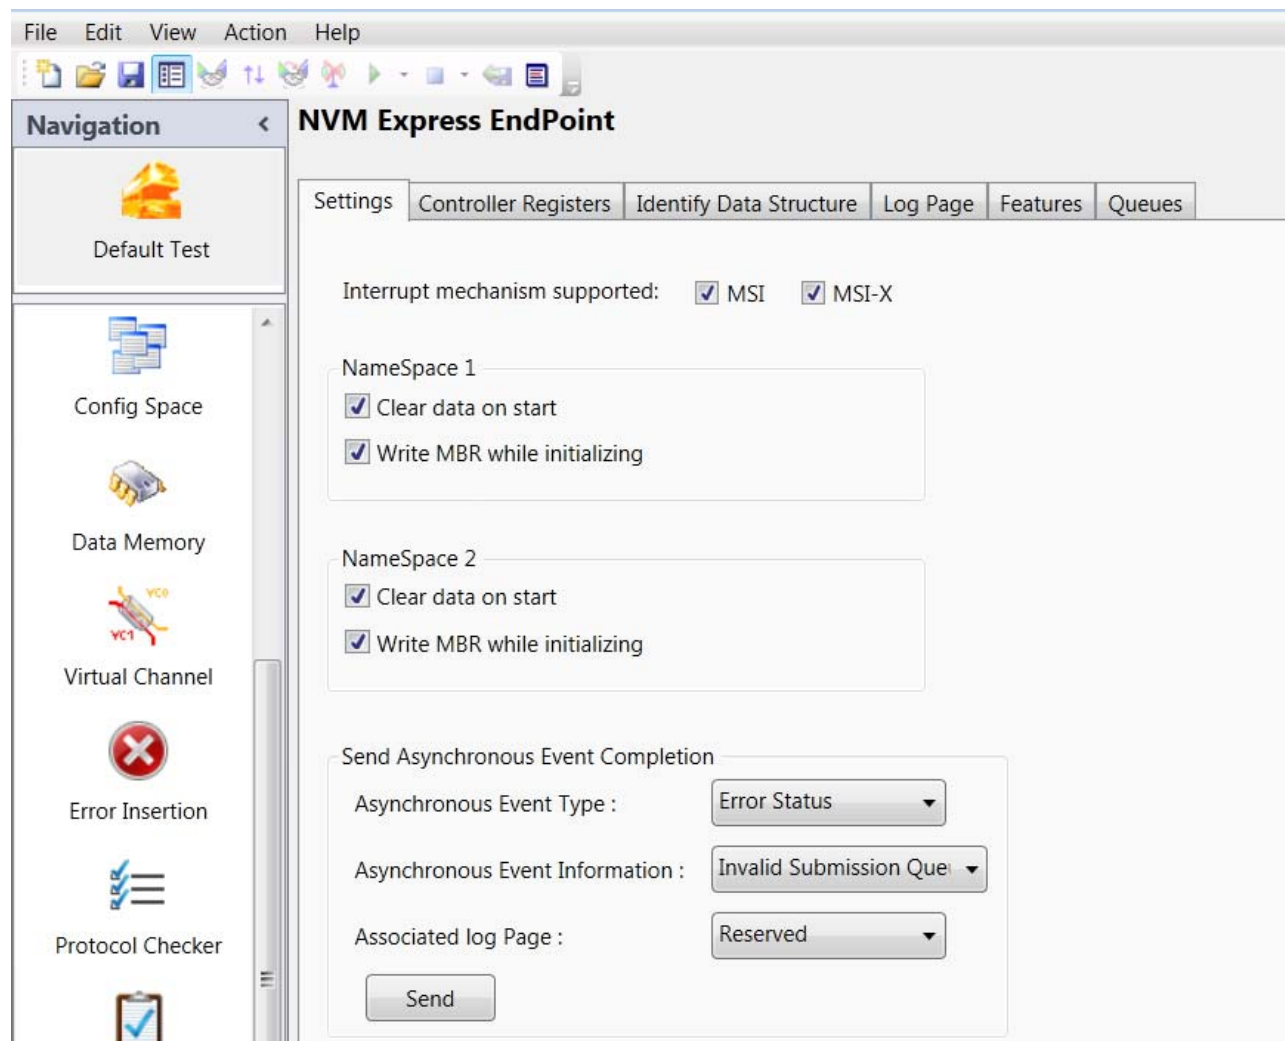 File Edit View Action Help
Navigation <
NVM Express EndPoint
Default Test
Settings Controller Registers Identify Data Structure Log Page Features Queues
Interrupt mechanism supported: MSI MSI-X
NameSpace 1
Clear data on start
Write MBR while initializing
NameSpace 2
Clear data on start
Write MBR while initializing
Send Asynchronous Event Completion
Asynchronous Event Type : Error Status
Asynchronous Event Information : Invalid Submission Que
Associated log Page : Reserved
Send
Config Space
Data Memory
VC0
VC1
Virtual Channel
Error Insertion
Protocol Checker